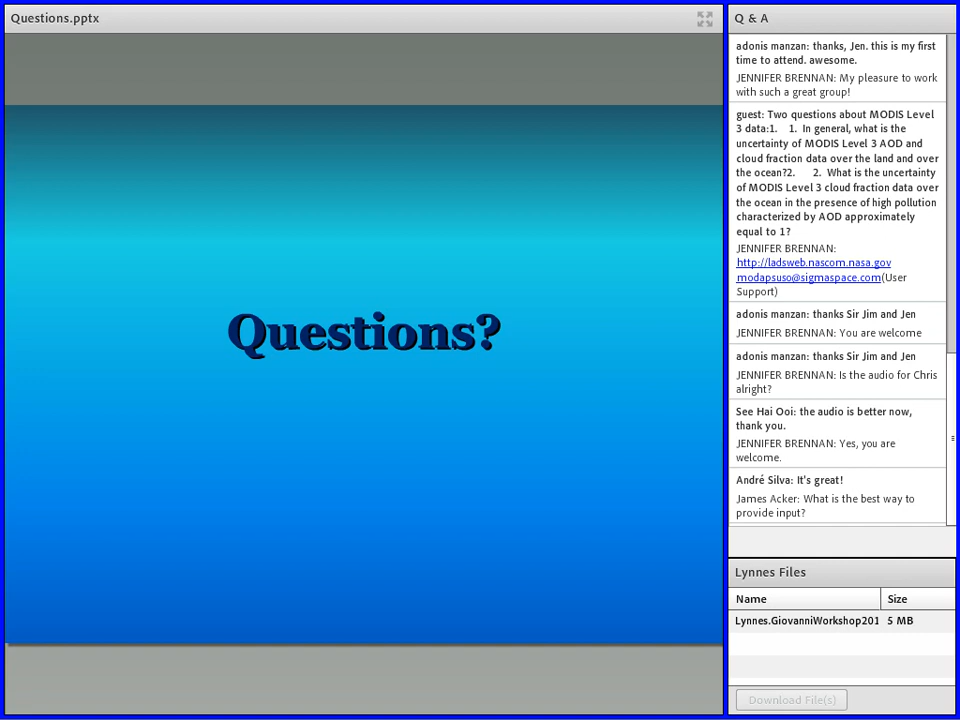 Questions.pptx
Questions?
Q & A
adonis manzan: thanks, Jen. this is my first
time to attend. awesome.
JENNIFER BRENNAN: My pleasure to work
with such a great group!
guest: Two questions about MODIS Level
3 data:1. 1. In general, what is the
uncertainty of MODIS Level 3 AOD and
cloud fraction data over the land and over
the ocean?2. 2. What is the uncertainty
of MODIS Level 3 cloud fraction data over
the ocean in the presence of high pollution
characterized by AOD approximately
equal to 1?
JENNIFER BRENNAN:
http://ladsweb.nascom.nasa.gov
modapsuso@sigmaspace.com(User
Support)
adonis manzan: thanks Sir Jim and Jen
JENNIFER BRENNAN: You are welcome
adonis manzan: thanks Sir Jim and Jen
JENNIFER BRENNAN: Is the audio for Chris
alright?
See Hai Ooi: the audio is better now,
thank you.
JENNIFER BRENNAN: Yes, you are
welcome.
André Silva: It's great!
James Acker: What is the best way to
provide input?
Lynnes Files
Name Size
Lynnes.GiovanniWorkshop201 5 MB
Download File(s)